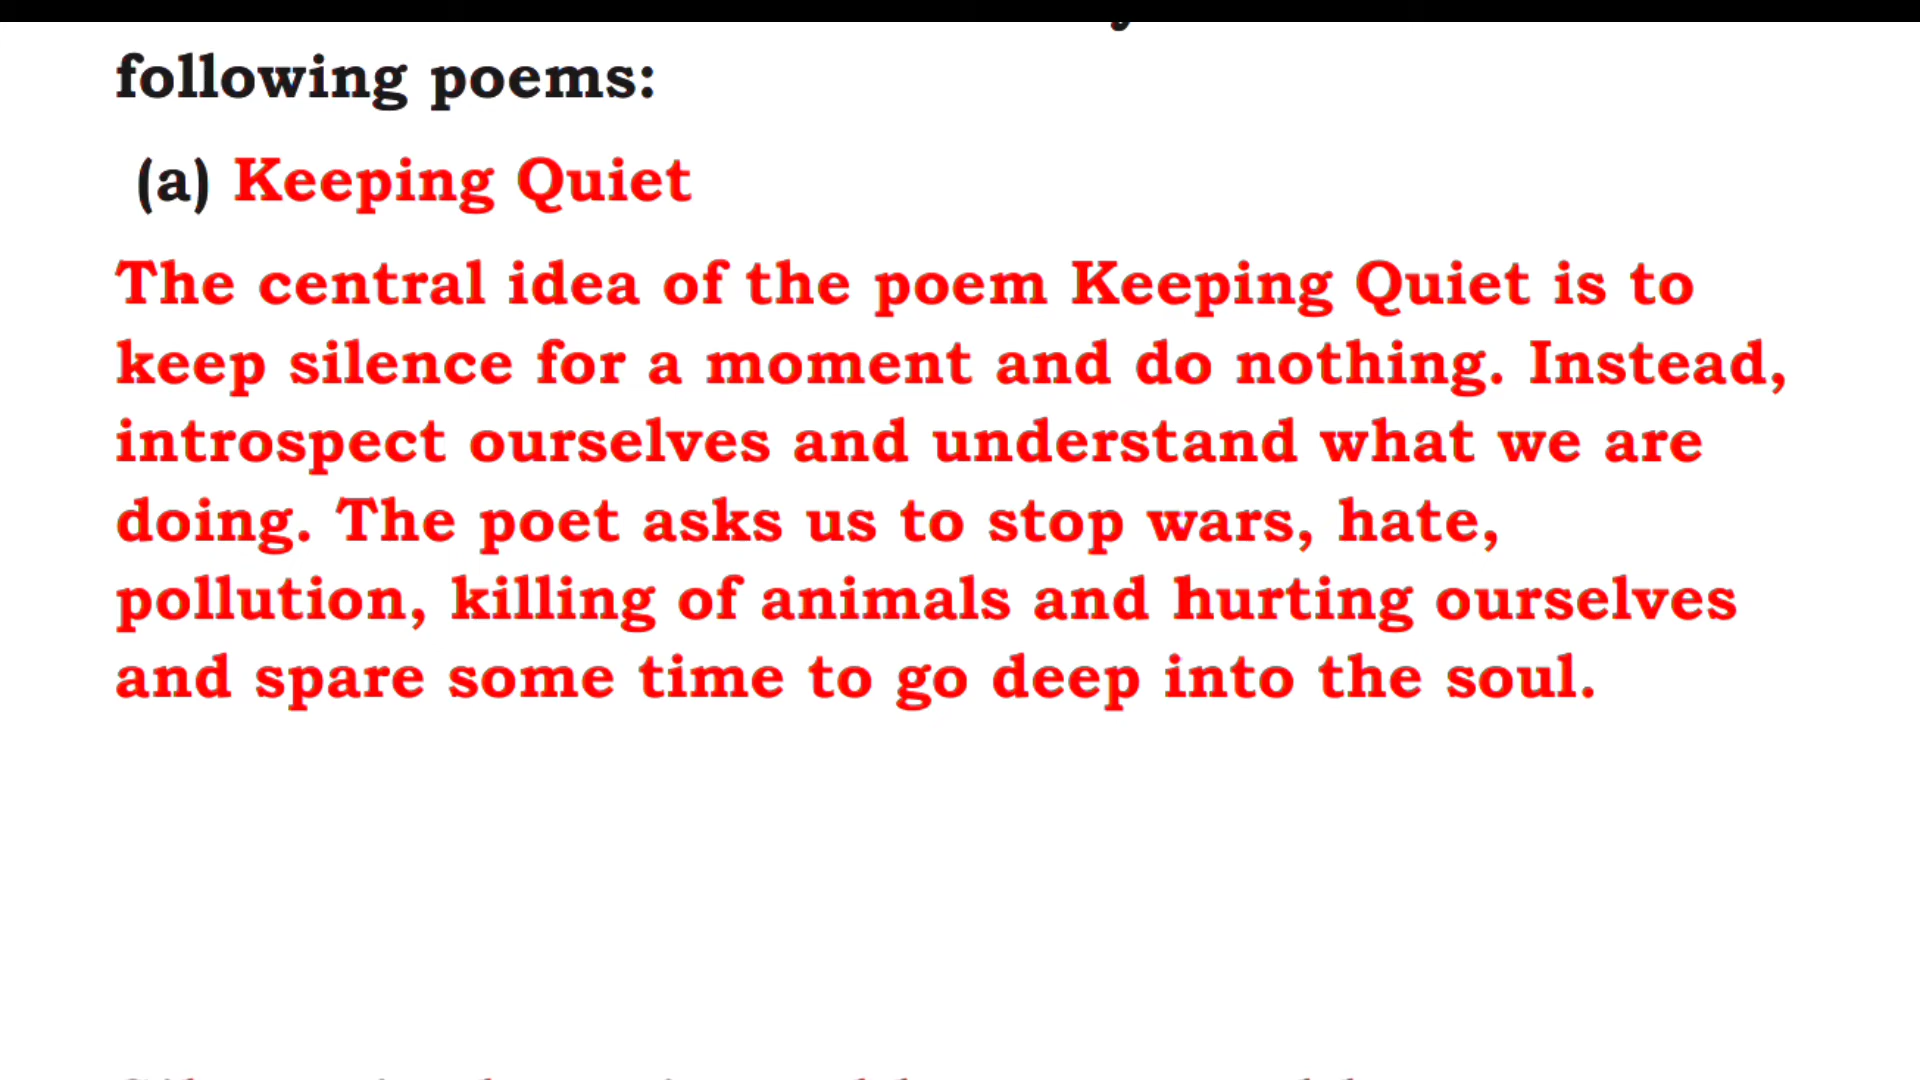 following poems:
(a) Keeping Quiet
The central idea of the poem Keeping Quiet is to
keep silence for a moment and do nothing. Instead,
introspect ourselves and understand what we are
doing. The poet asks us to stop wars, hate,
pollution, killing of animals and hurting ourselves
and spare some time to go deep into the soul.